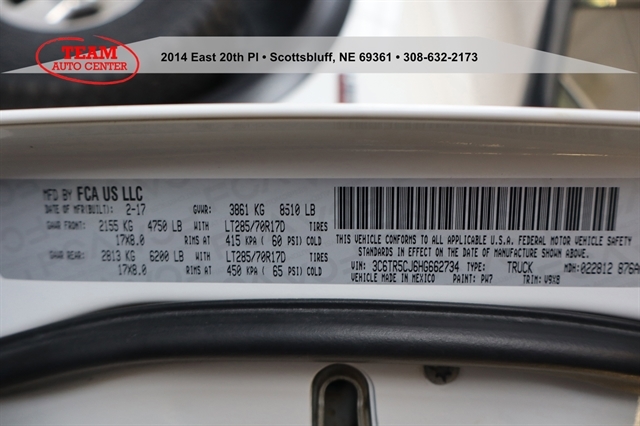 TEAM
AUTO CENTER
2014 East 20th Pl • Scottsbluff, NE 69361 • 308-632-2173
MFD BY FCA US LLC
DATE OF MFR(BUILT): 2-17 GVWR: 3861 KG 8510 LB
GAWR FRONT: 2155 KG 4750 LB LT285/70R17D TIRES
17X8.0 RIMS AT 415 KPA ( 60 PSI) COLD
GAWR REAR: 2813 KG 6200 LB LT285/70R17D TIRES
17X8.0 RIMS AT 450 KPA ( 65 PSI) COLD
THIS VEHICLE CONFORMS TO ALL APPLICABLE U.S.A. FEDERAL MOTOR VEHICLE
SAFETY STANDARDS IN EFFECT ON THE DATE OF MANUFACTURE SHOWN ABOVE.
VIN: 3C6TR5CJ6HG662734 TYPE: TRUCK MDH: 022812 876A
VEHICLE MADE IN MEXICO PAINT: PW7 TRIM: V9X8